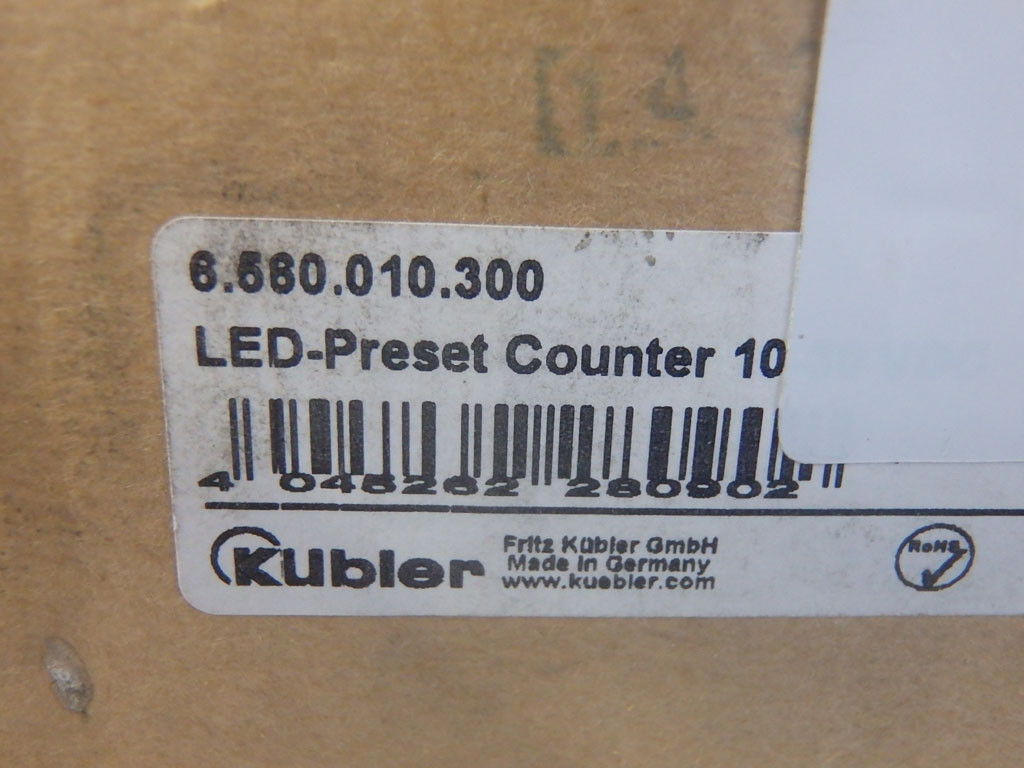 6.560.010.300
LED-Preset Counter 10
4 045262 280902
Kübler
Fritz Kübler GmbH
Made in Germany
www.kuebler.com
RoHS